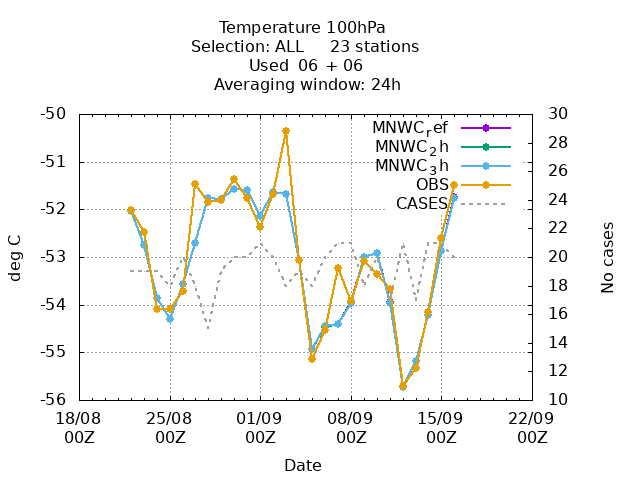 Temperature 100hPa
Selection: ALL     23 stations
Used  06 + 06
Averaging window: 24h
-50
-51
-52
-53
-54
-55
-56
30
28
26
24
22
20
18
16
14
12
10
MNWC_ref
MNWC_2h
MNWC_3h
OBS
CASES
deg C
No cases
18/08 25/08 01/09 08/09 15/09 22/09
00Z 00Z 00Z 00Z 00Z 00Z
Date